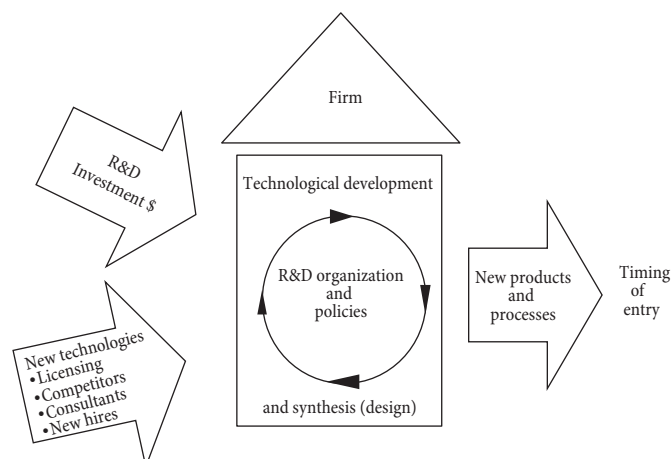 Firm
R&D
Investment $
Technological development
R&D organization
and
policies
and synthesis (design)
New technologies
•Licensing
•Competitors
•Consultants
•New hires
New products
and
processes
Timing
of
entry